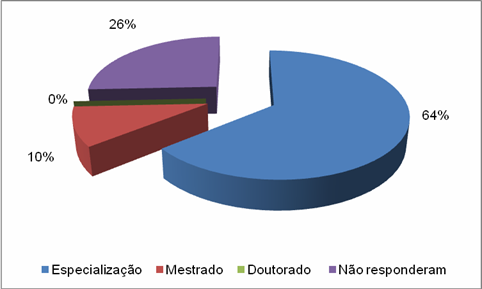 26%
0%
64%
10%
Especialização Mestrado Doutorado Não responderam